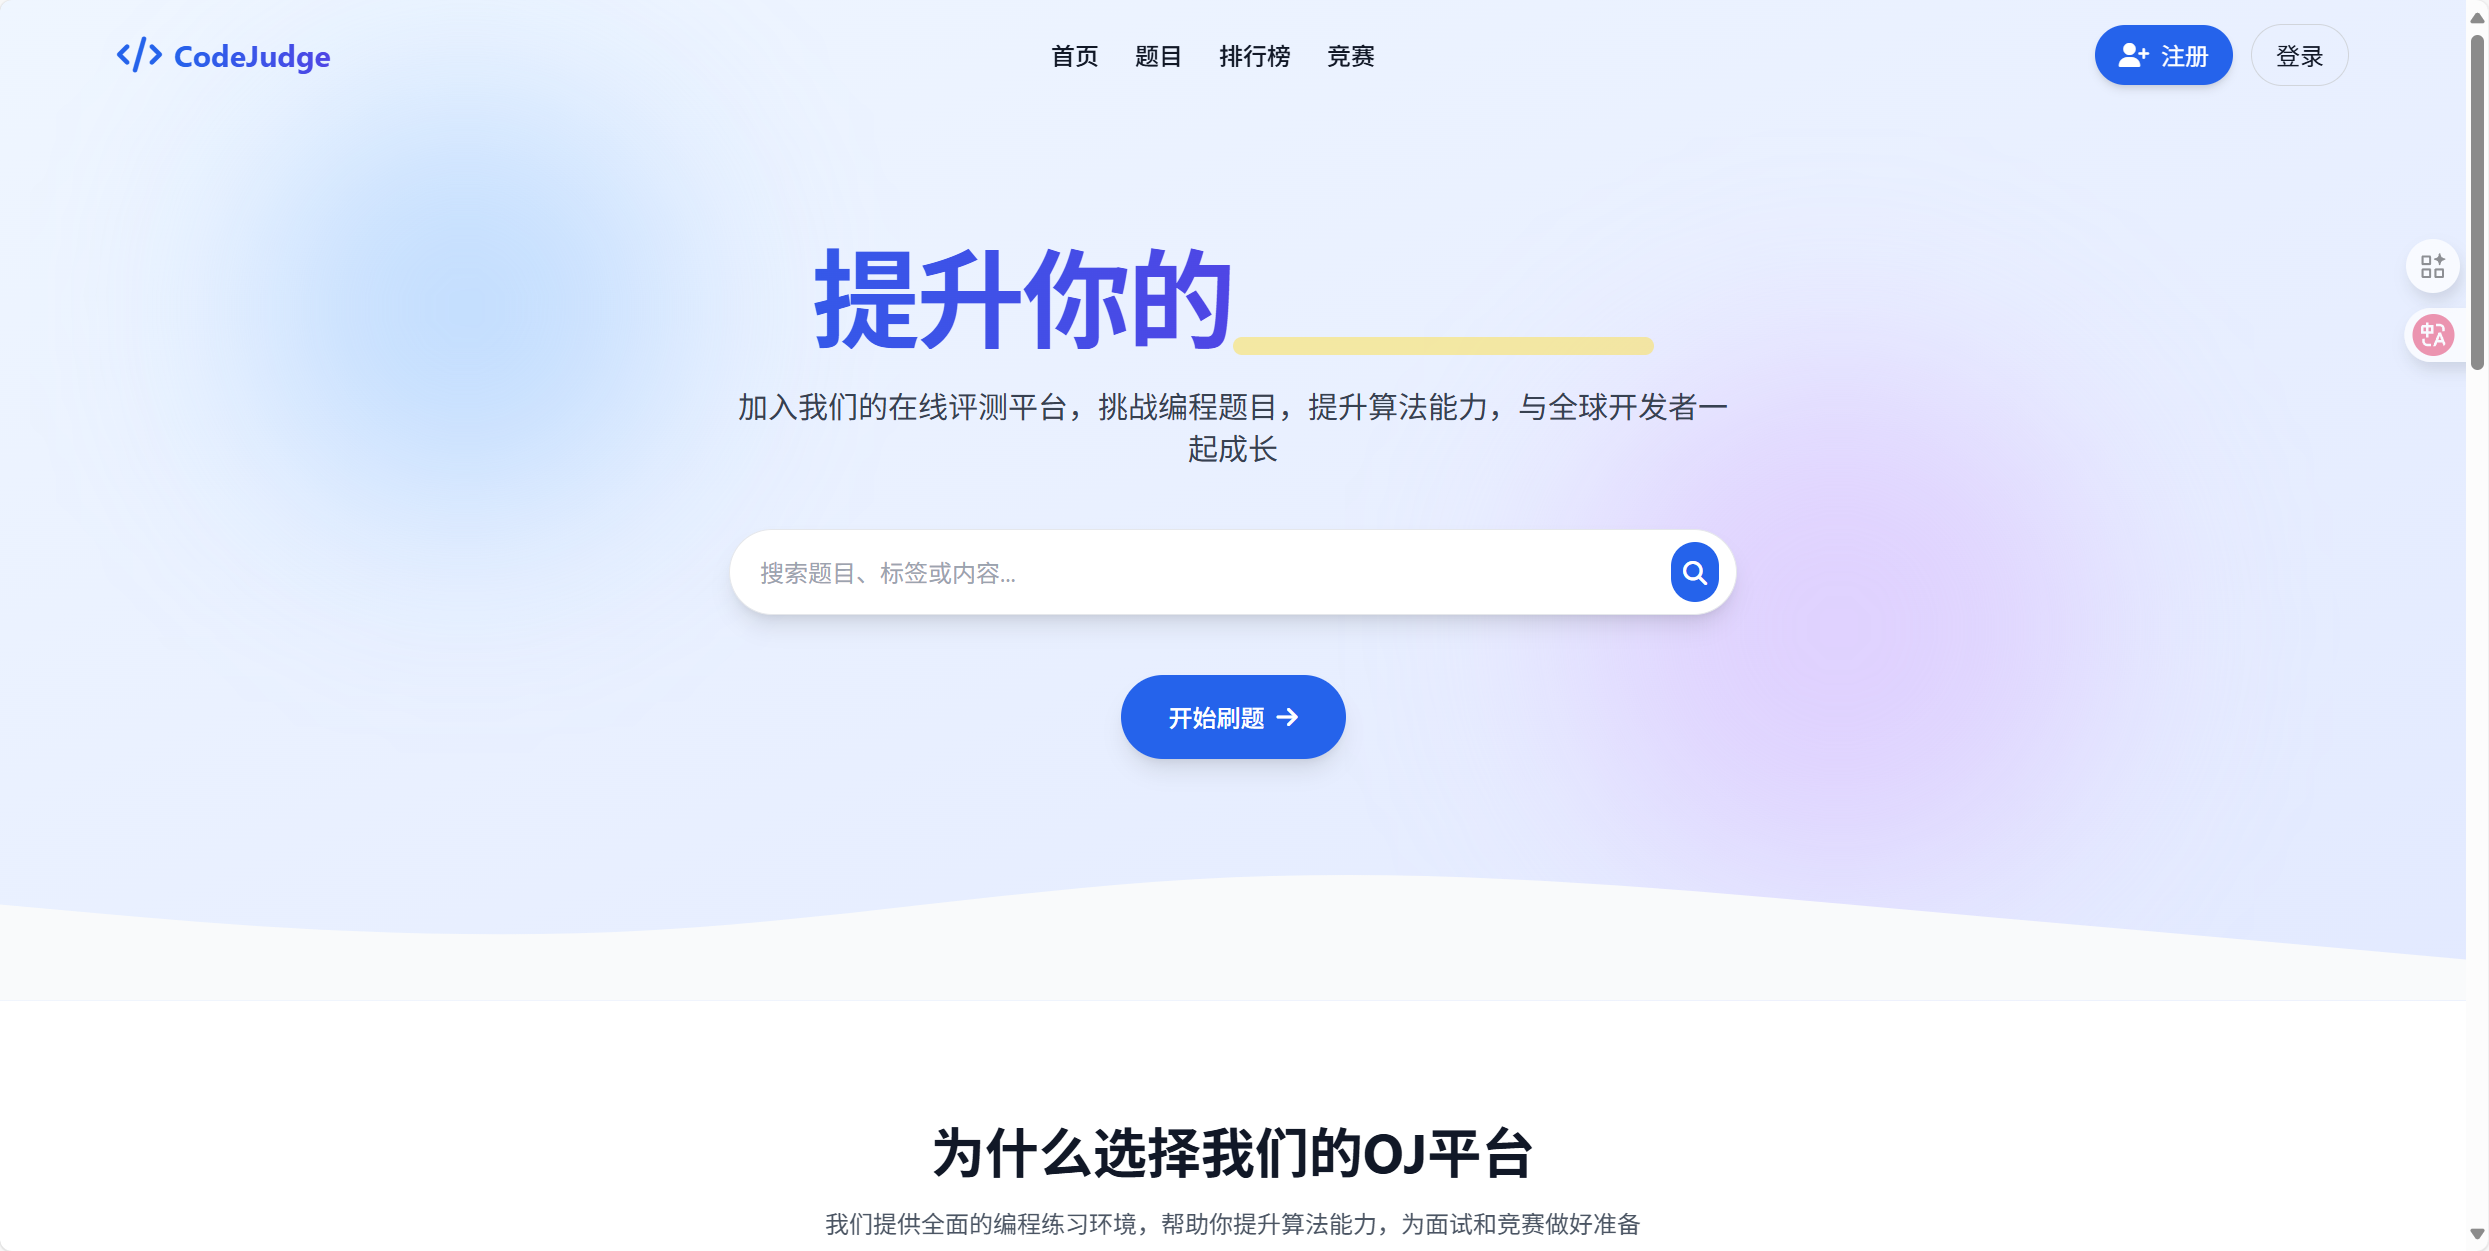 CodeJudge
首页 题目 排行榜 竞赛
注册 登录
提升你的
加入我们的在线评测平台，挑战编程题目，提升算法能力，与全球开发者一
起成长
搜索题目、标签或内容...
开始刷题
为什么选择我们的OJ平台
我们提供全面的编程练习环境，帮助你提升算法能力，为面试和竞赛做好准备